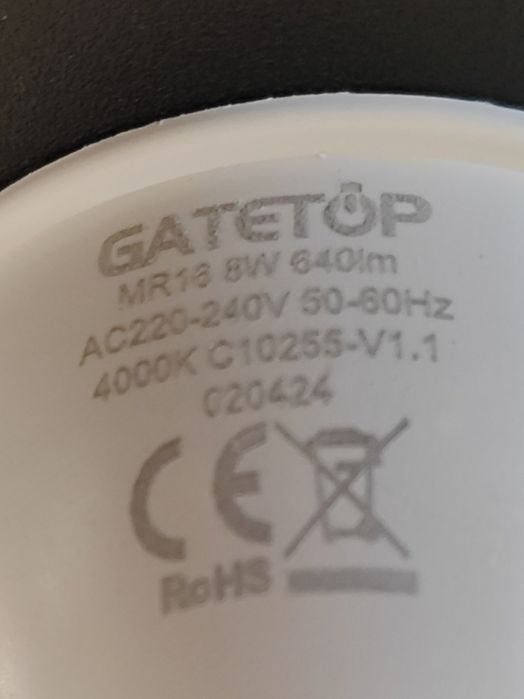 GATETOP
MR16 8W 640lm
AC220-240V 50-60Hz
4000K C10255-V1.1
020424
CE
RoHS